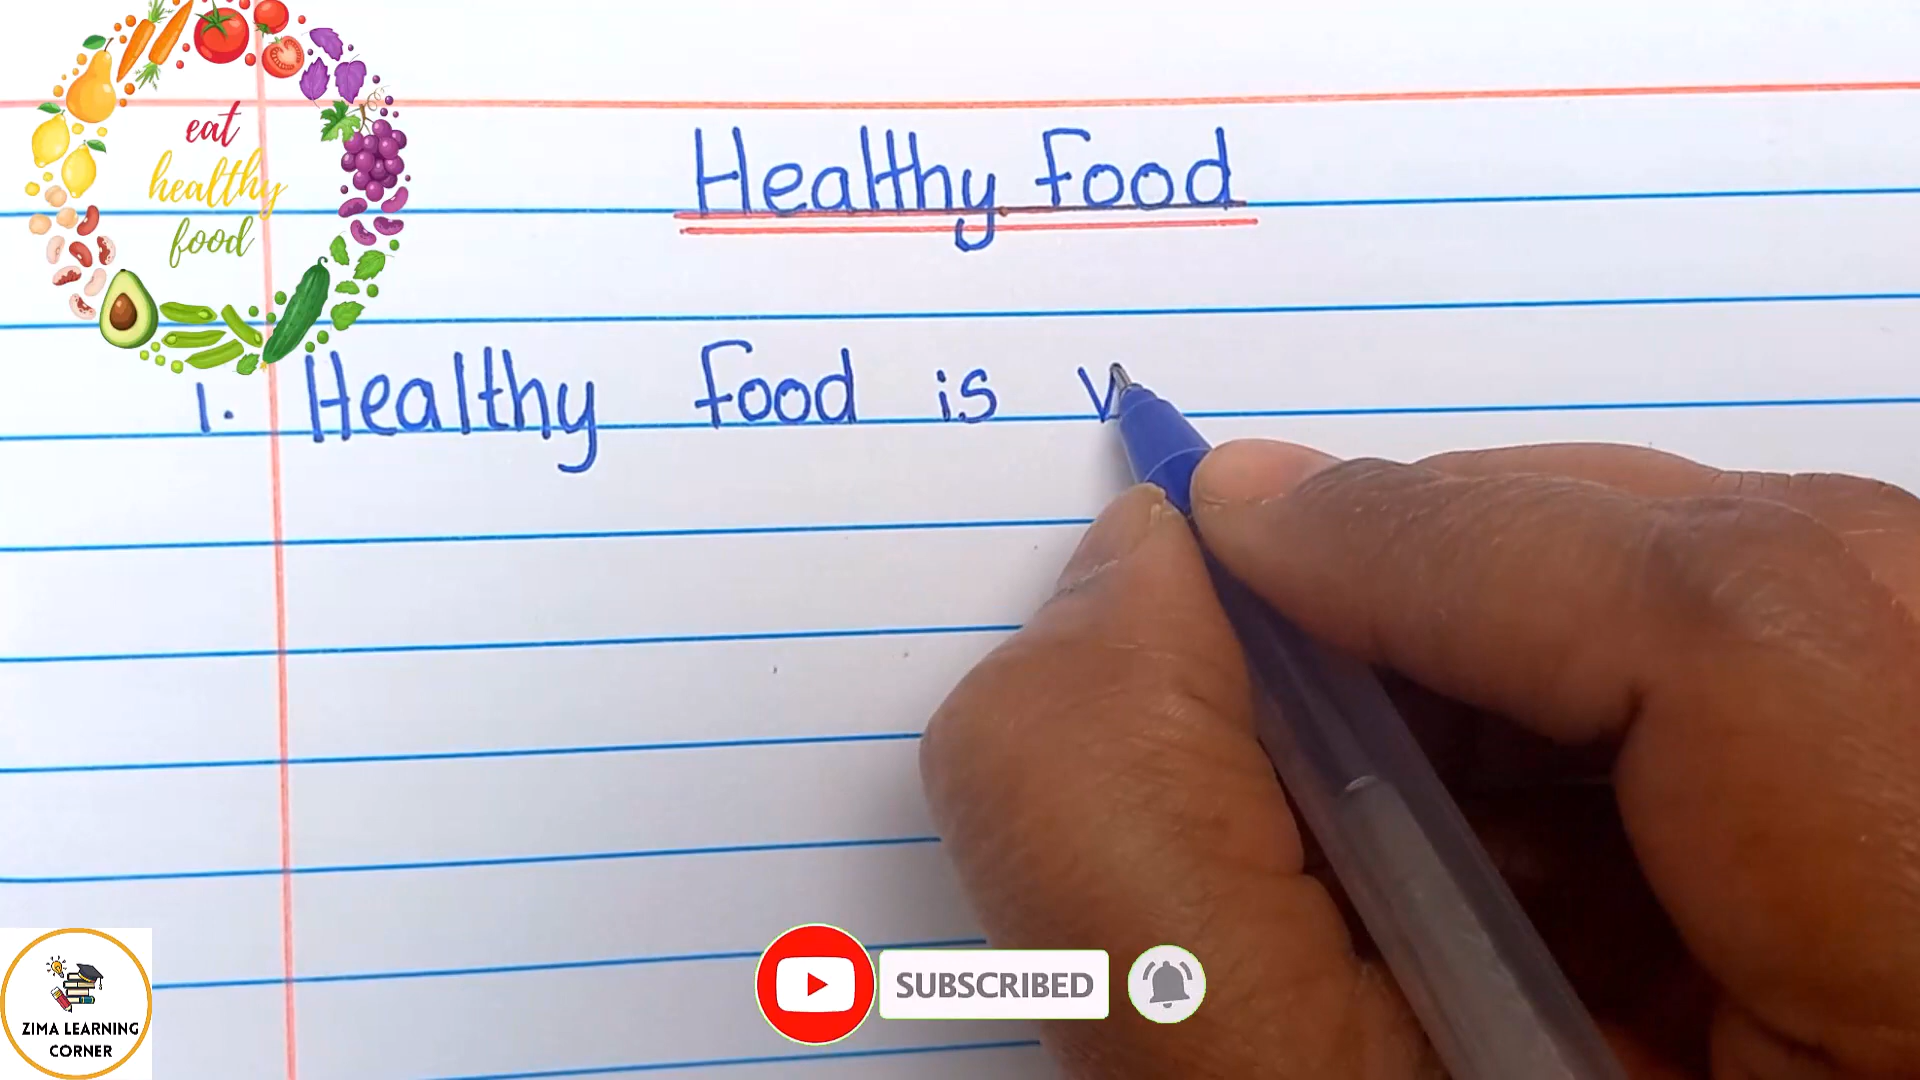 eat
healthy
food
Healthy Food
1. Healthy Food is v
SUBSCRIBED
ZIMA LEARNING
CORNER